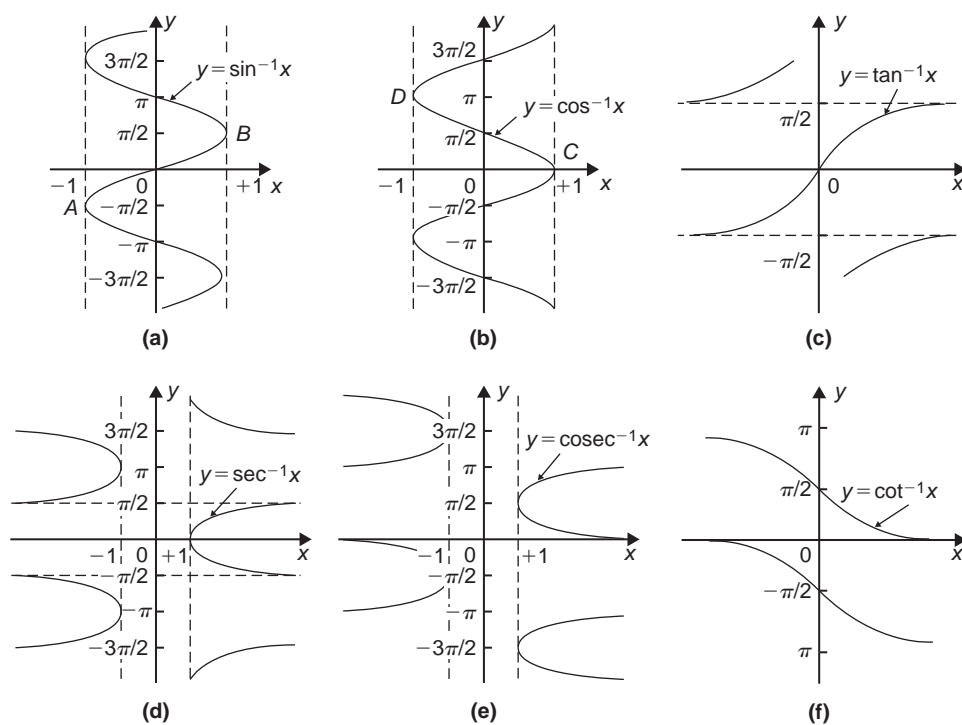 y
3π/2
y=sin⁻¹x
π
π/2
B
−1
0
+1
x
A
−π/2
−π
−3π/2
(a)
y
3π/2
D
π
y=cos⁻¹x
π/2
C
−1
0
+1
x
−π/2
−π
−3π/2
(b)
y
y=tan⁻¹x
π/2
0
x
−π/2
(c)
y
3π/2
π
y=sec⁻¹x
π/2
−1
0
+1
x
−π/2
−π
−3π/2
(d)
y
3π/2
y=cosec⁻¹x
π
π/2
−1
0
+1
x
−π/2
−π
−3π/2
(e)
y
π
π/2
y=cot⁻¹x
0
x
−π/2
π
(f)